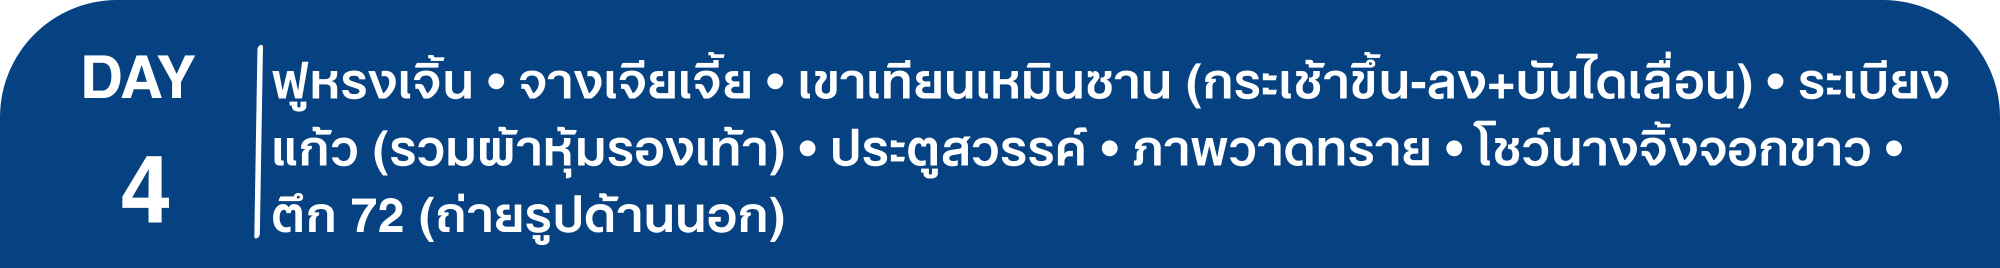 DAY
4
ฟูหรงเจิ้น • จางเจียเจี้ย • เขาเทียนเหมินซาน (กระเช้าขึ้น-ลง+บันไดเลื่อน) • ระเบียง
แก้ว (รวมผ้าหุ้มรองเท้า) • ประตูสวรรค์ • ภาพวาดทราย • โชว์นางจิ้งจอกขาว •
ตึก 72 (ถ่ายรูปด้านนอก)